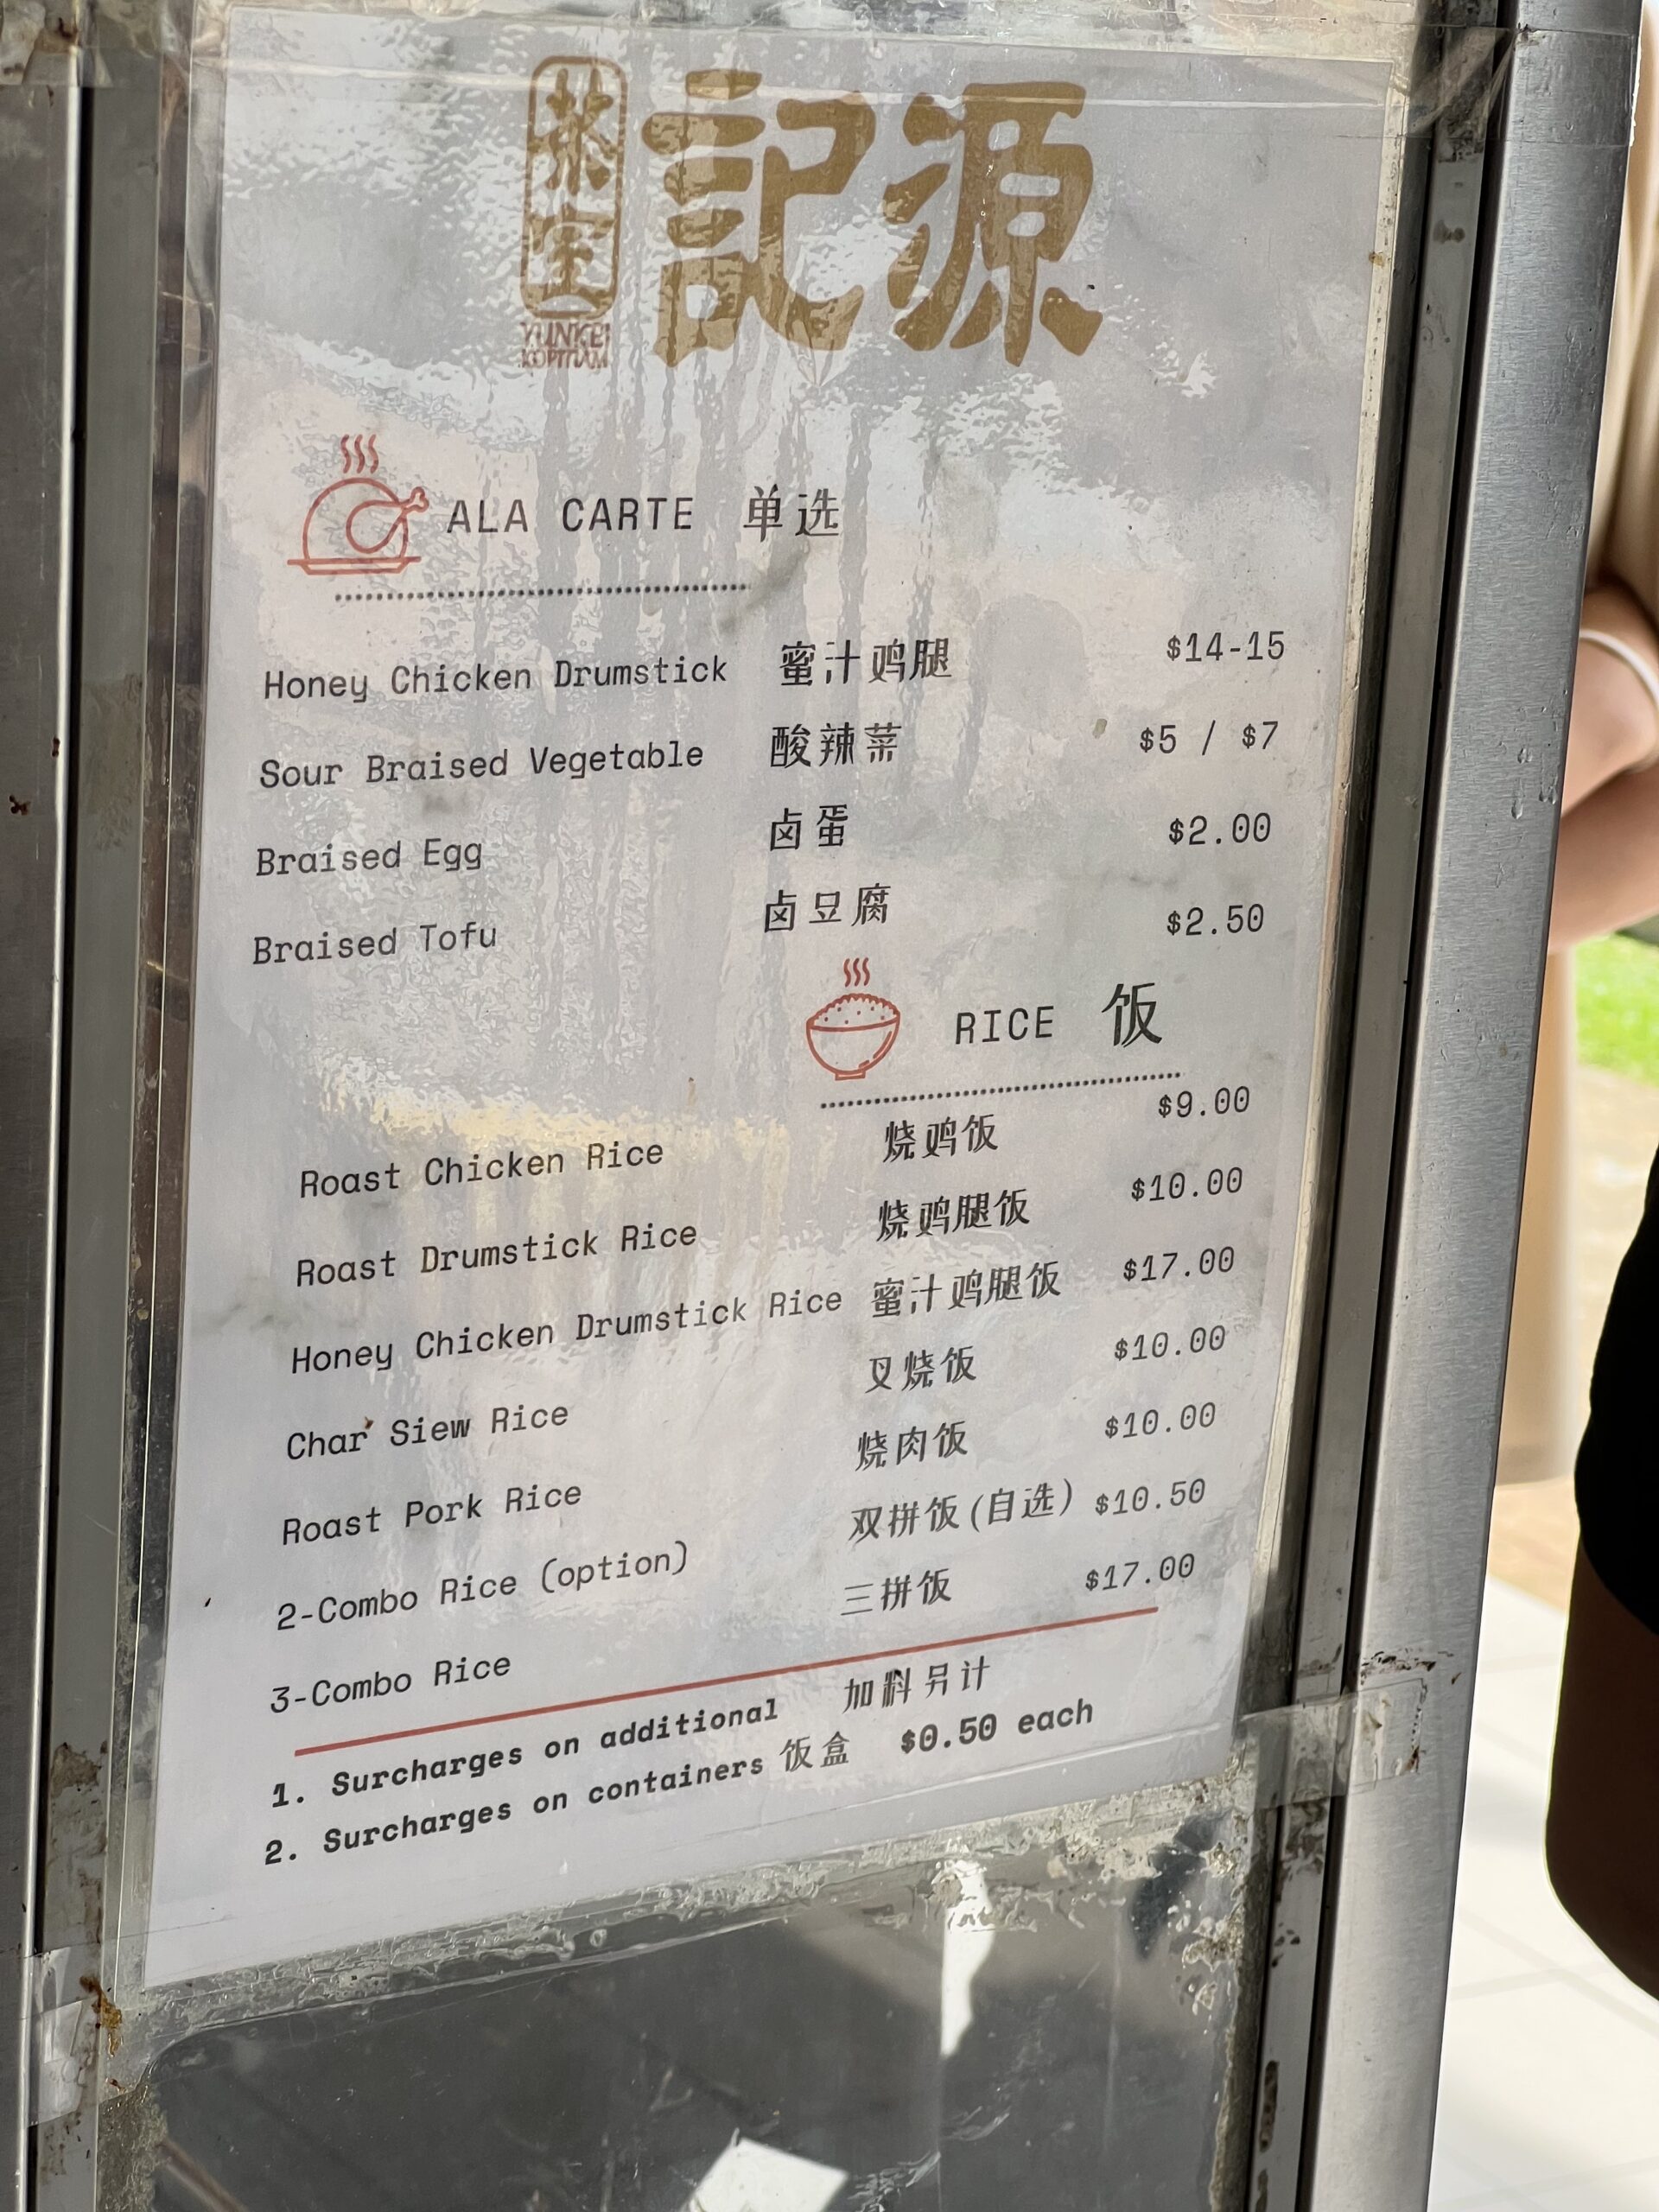 茶室 記源
YUNKEI
KOPITIAM
ALA CARTE 单选
Honey Chicken Drumstick 蜜汁鸡腿 $14-15
Sour Braised Vegetable 酸辣菜 $5 / $7
Braised Egg 卤蛋 $2.00
Braised Tofu 卤豆腐 $2.50
RICE 饭
Roast Chicken Rice 烧鸡饭 $9.00
Roast Drumstick Rice 烧鸡腿饭 $10.00
Honey Chicken Drumstick Rice 蜜汁鸡腿饭 $17.00
Char Siew Rice 叉烧饭 $10.00
Roast Pork Rice 烧肉饭 $10.00
2-Combo Rice (option) 双拼饭(自选) $10.50
3-Combo Rice 三拼饭 $17.00
1. Surcharges on additional 加料另计
2. Surcharges on containers 饭盒 $0.50 each